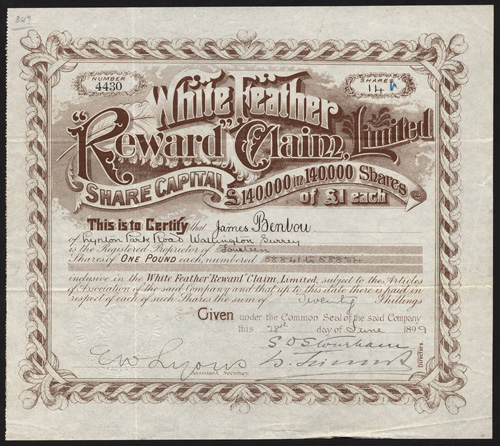 849
NUMBER
4430
SHARES
14
White Feather
"Reward" Claim, Limited
SHARE CAPITAL £140,000 in 140,000 Shares
of £1 each
This is to Certify that James Benbow
of Lynton Park Road Wallington Surrey
is the Registered Proprietor of Fourteen
Shares of ONE POUND each, numbered
inclusive in the White Feather "Reward" Claim, Limited, subject to the Articles
of Association of the said Company and that up to this date there is paid in
respect of each of such Shares the sum of Twenty Shillings
Given under the Common Seal of the said Company
this 28th day of June 1899
Directors.
Assistant Secretary